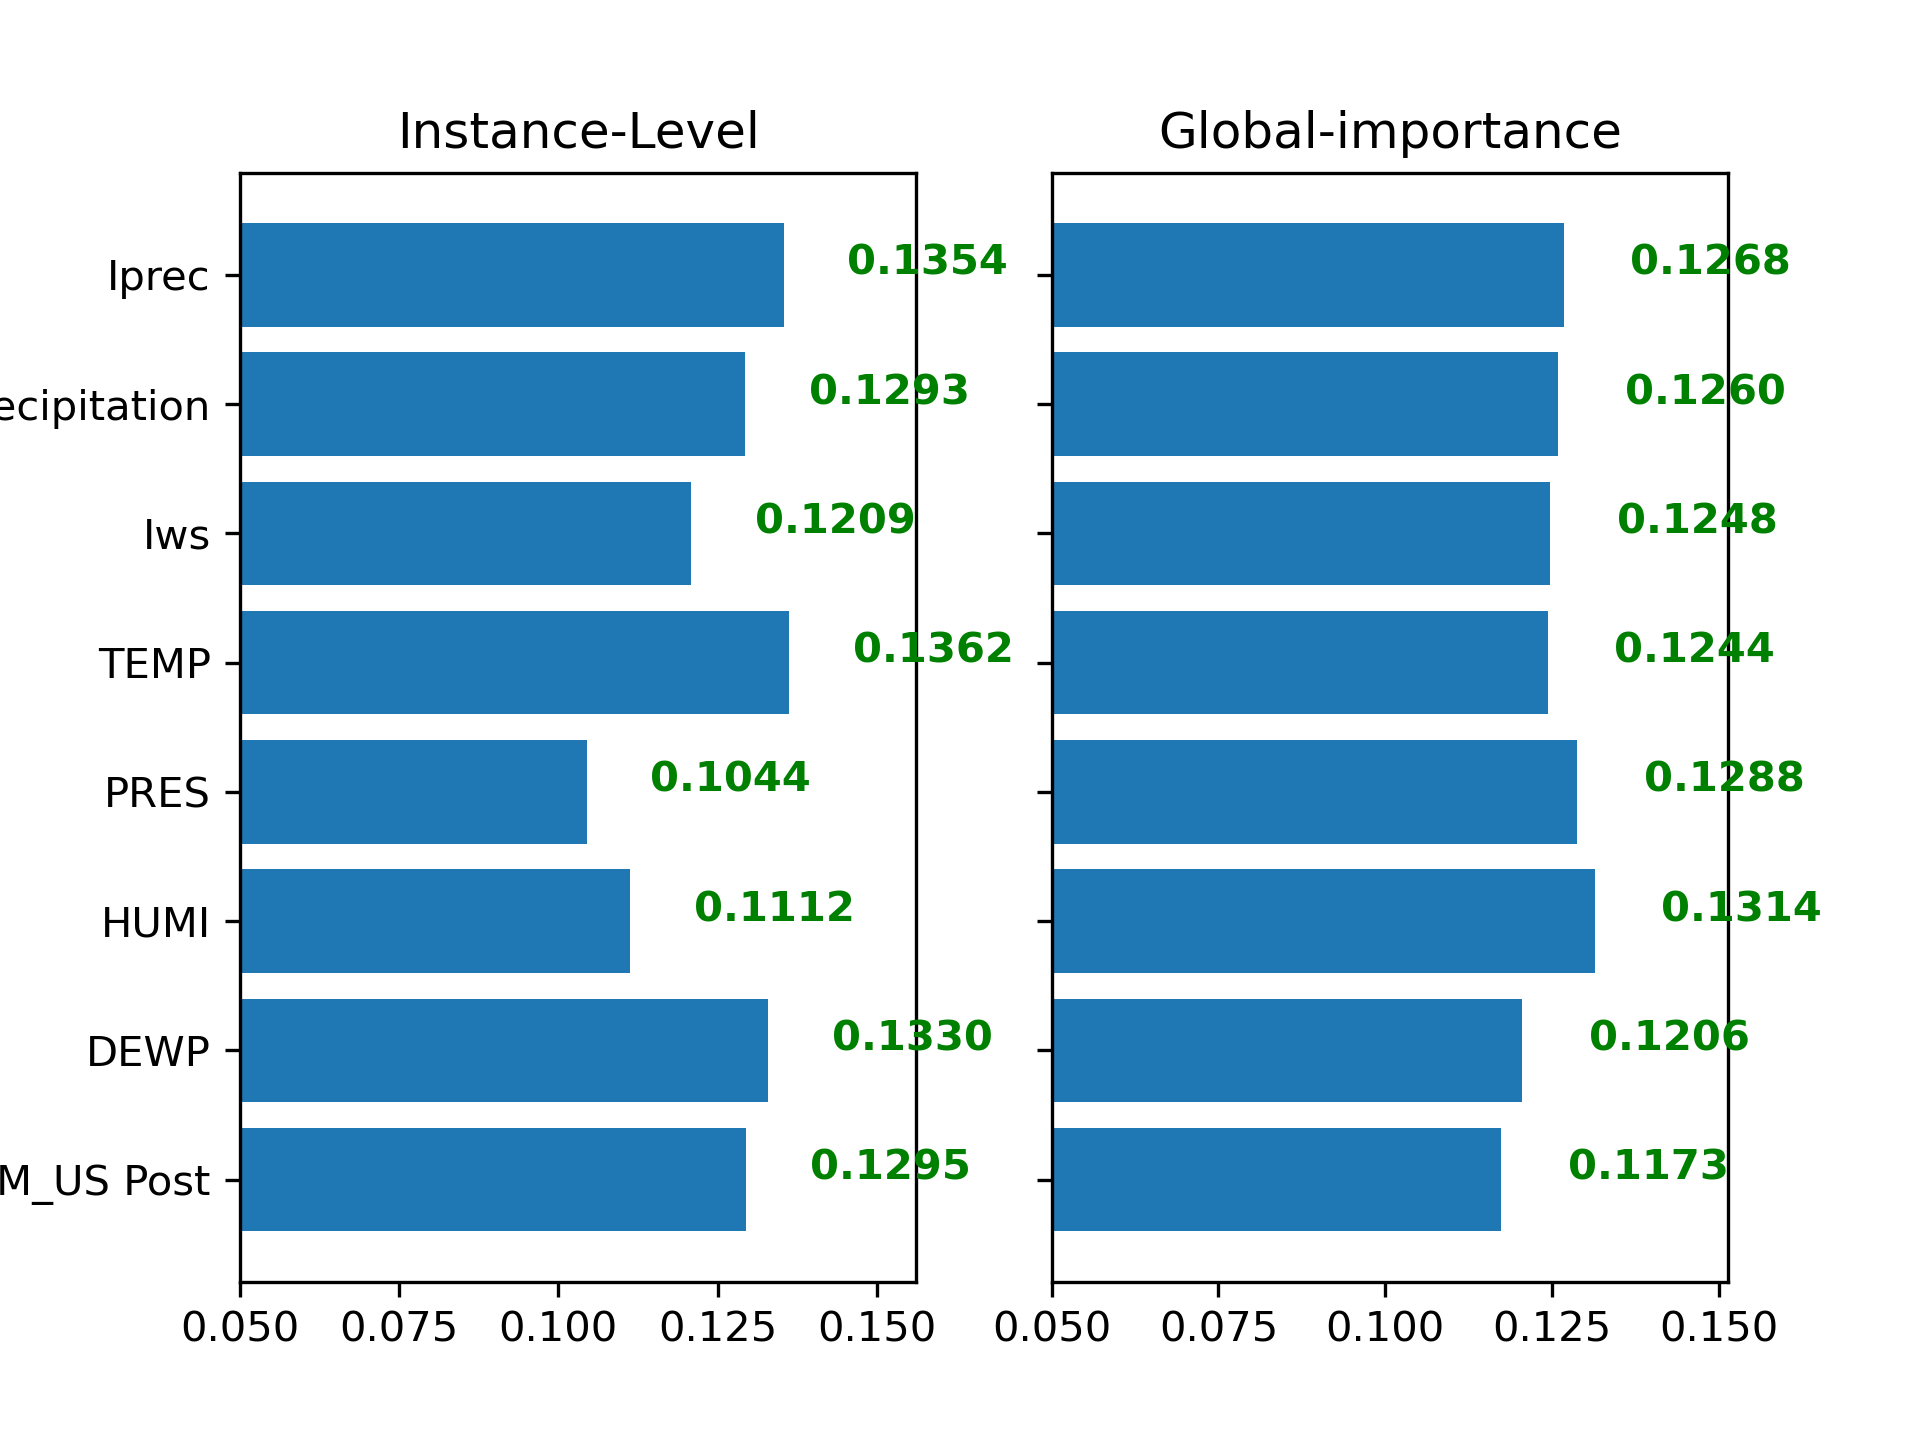 Instance-Level
Global-importance
Iprec
0.1354
0.1268
ecipitation
0.1293
0.1260
Iws
0.1209
0.1248
TEMP
0.1362
0.1244
PRES
0.1044
0.1288
HUMI
0.1112
0.1314
DEWP
0.1330
0.1206
M_US Post
0.1295
0.1173
0.050 0.075 0.100 0.125 0.150
0.050 0.075 0.100 0.125 0.150